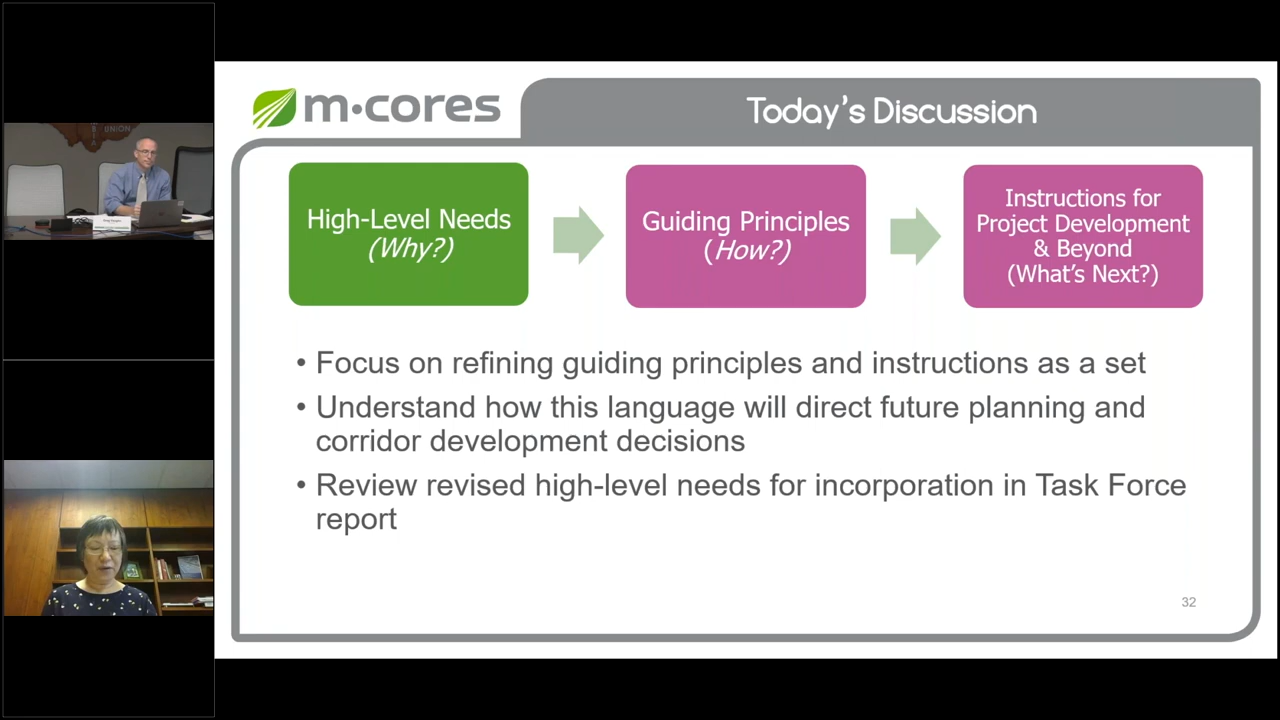 m·cores
Today's Discussion
High-Level Needs
(Why?)
Guiding Principles
(How?)
Instructions for
Project Development
& Beyond
(What's Next?)
• Focus on refining guiding principles and instructions as a set
• Understand how this language will direct future planning and
corridor development decisions
• Review revised high-level needs for incorporation in Task Force
report
32
UNION